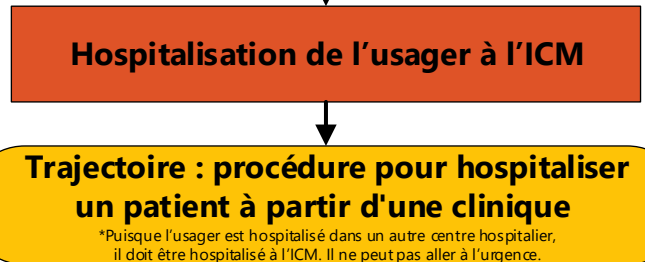 Hospitalisation de l’usager à l’ICM
Trajectoire : procédure pour hospitaliser
un patient à partir d'une clinique
*Puisque l’usager est hospitalisé dans un autre centre hospitalier,
il doit être hospitalisé à l’ICM. Il ne peut pas aller à l’urgence.